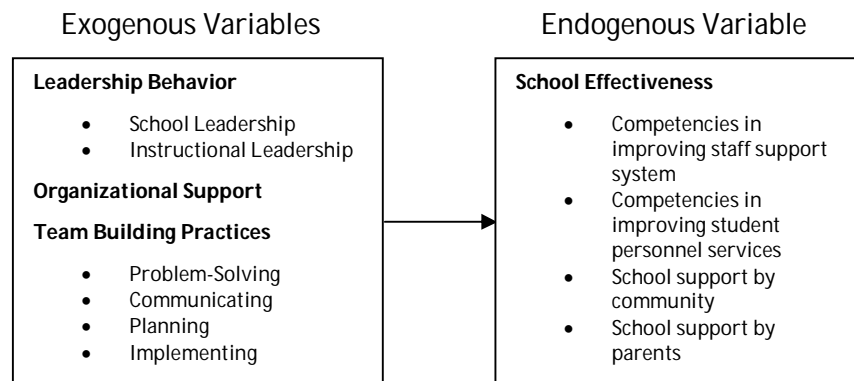 Exogenous Variables
Leadership Behavior
• School Leadership
• Instructional Leadership
Organizational Support
Team Building Practices
• Problem-Solving
• Communicating
• Planning
• Implementing
Endogenous Variable
School Effectiveness
• Competencies in
improving staff support
system
• Competencies in
improving student
personnel services
• School support by
community
• School support by
parents